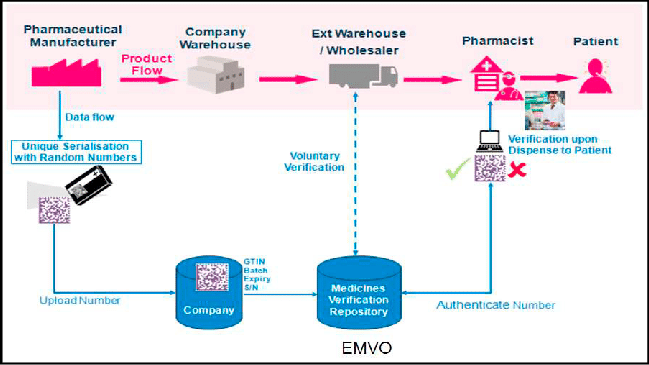 Pharmaceutical
Manufacturer
Company
Warehouse
Ext Warehouse
/ Wholesaler
Pharmacist
Patient
Product
Flow
Data flow
Unique Serialisation
with Random Numbers
Voluntary
Verification
Verification upon
Dispense to Patient
GTIN
Batch
Expiry
S/N
Upload Number
Company
Medicines
Verification
Repository
Authenticate Number
EMVO